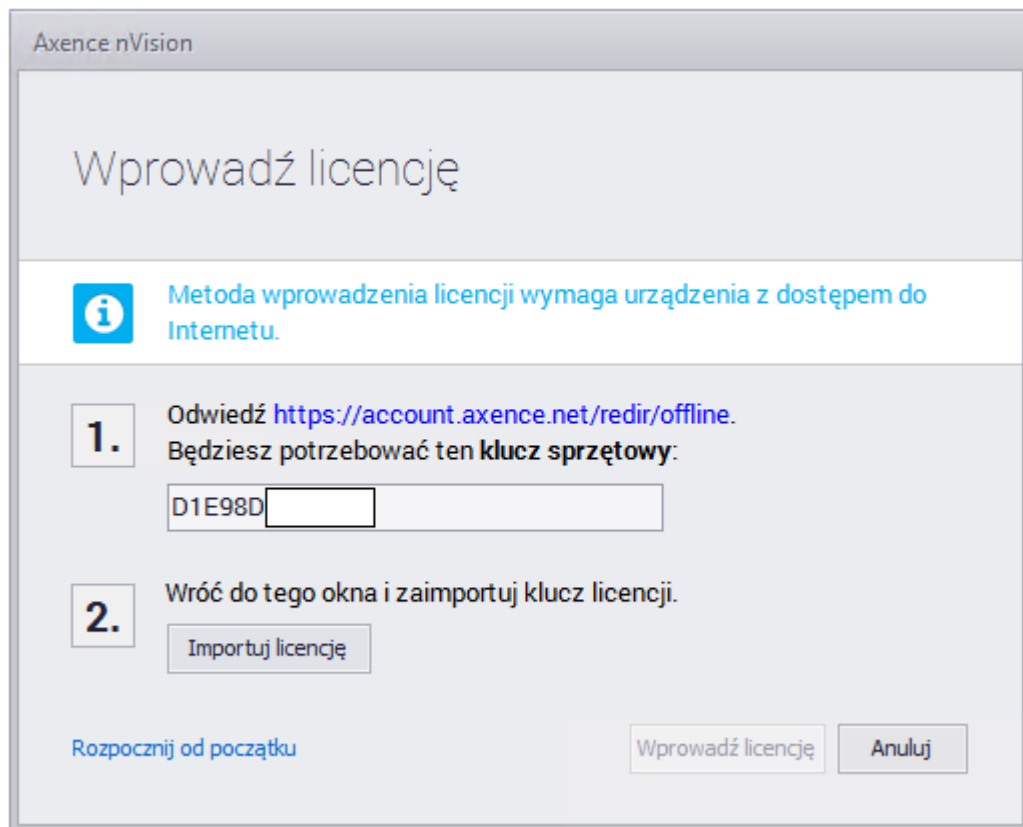 Axence nVision
Wprowadź licencję
Metoda wprowadzenia licencji wymaga urządzenia z dostępem do
Internetu.
1.
Odwiedź https://account.axence.net/redir/offline.
Będziesz potrzebować ten klucz sprzętowy:
D1E98D
2.
Wróć do tego okna i zaimportuj klucz licencji.
Importuj licencję
Rozpocznij od początku
Wprowadź licencję
Anuluj